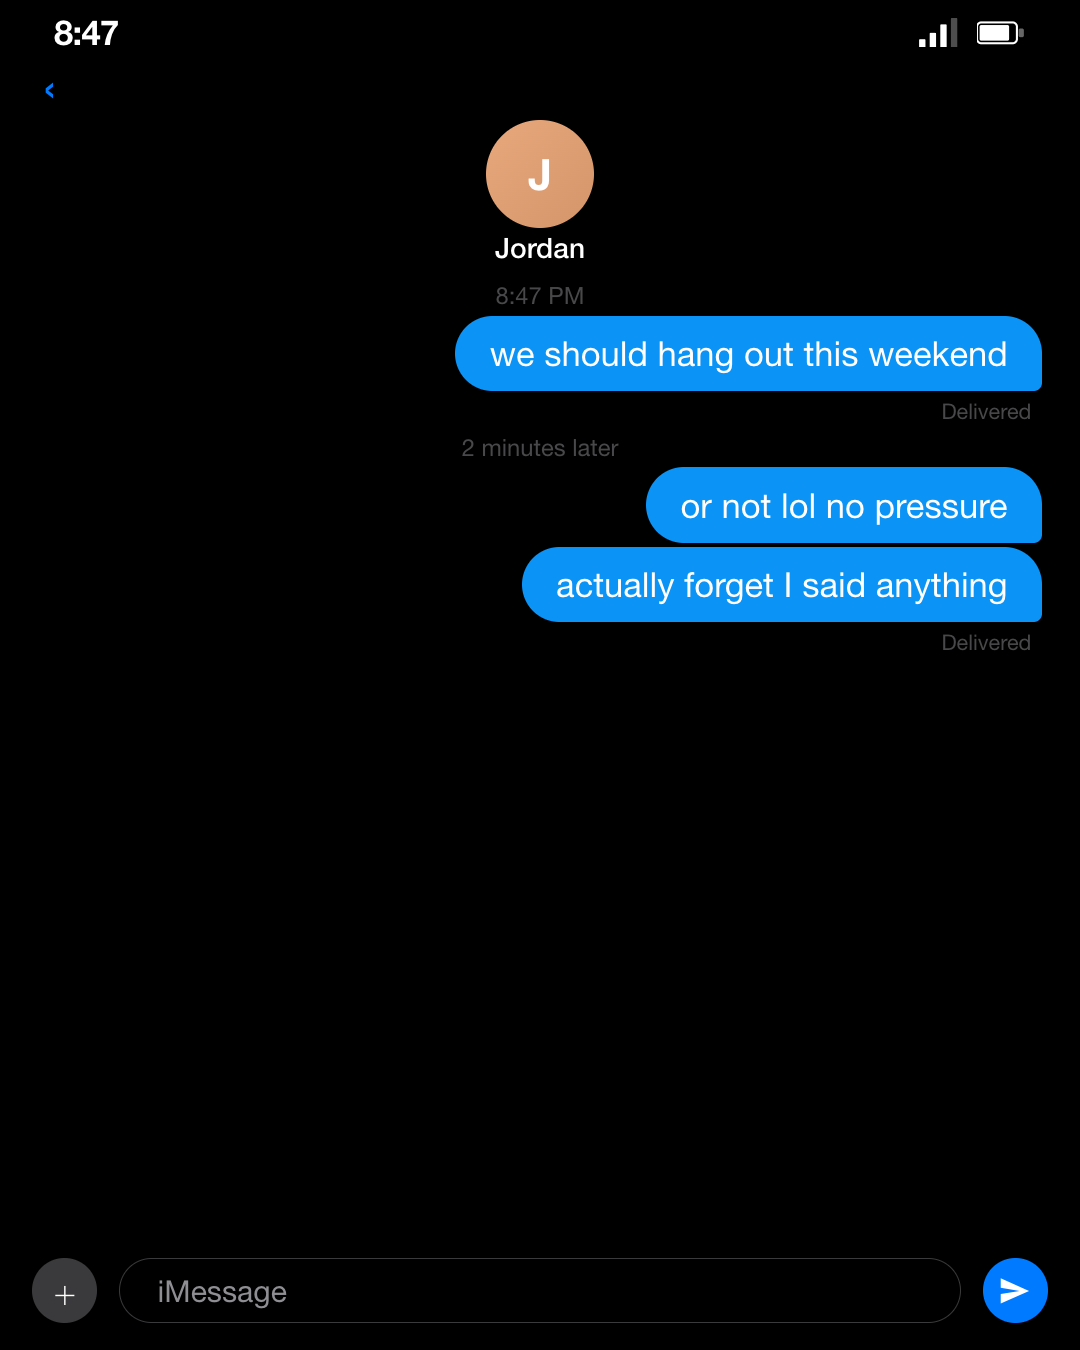 8:47
J
Jordan
8:47 PM
we should hang out this weekend
Delivered
2 minutes later
or not lol no pressure
actually forget I said anything
Delivered
iMessage